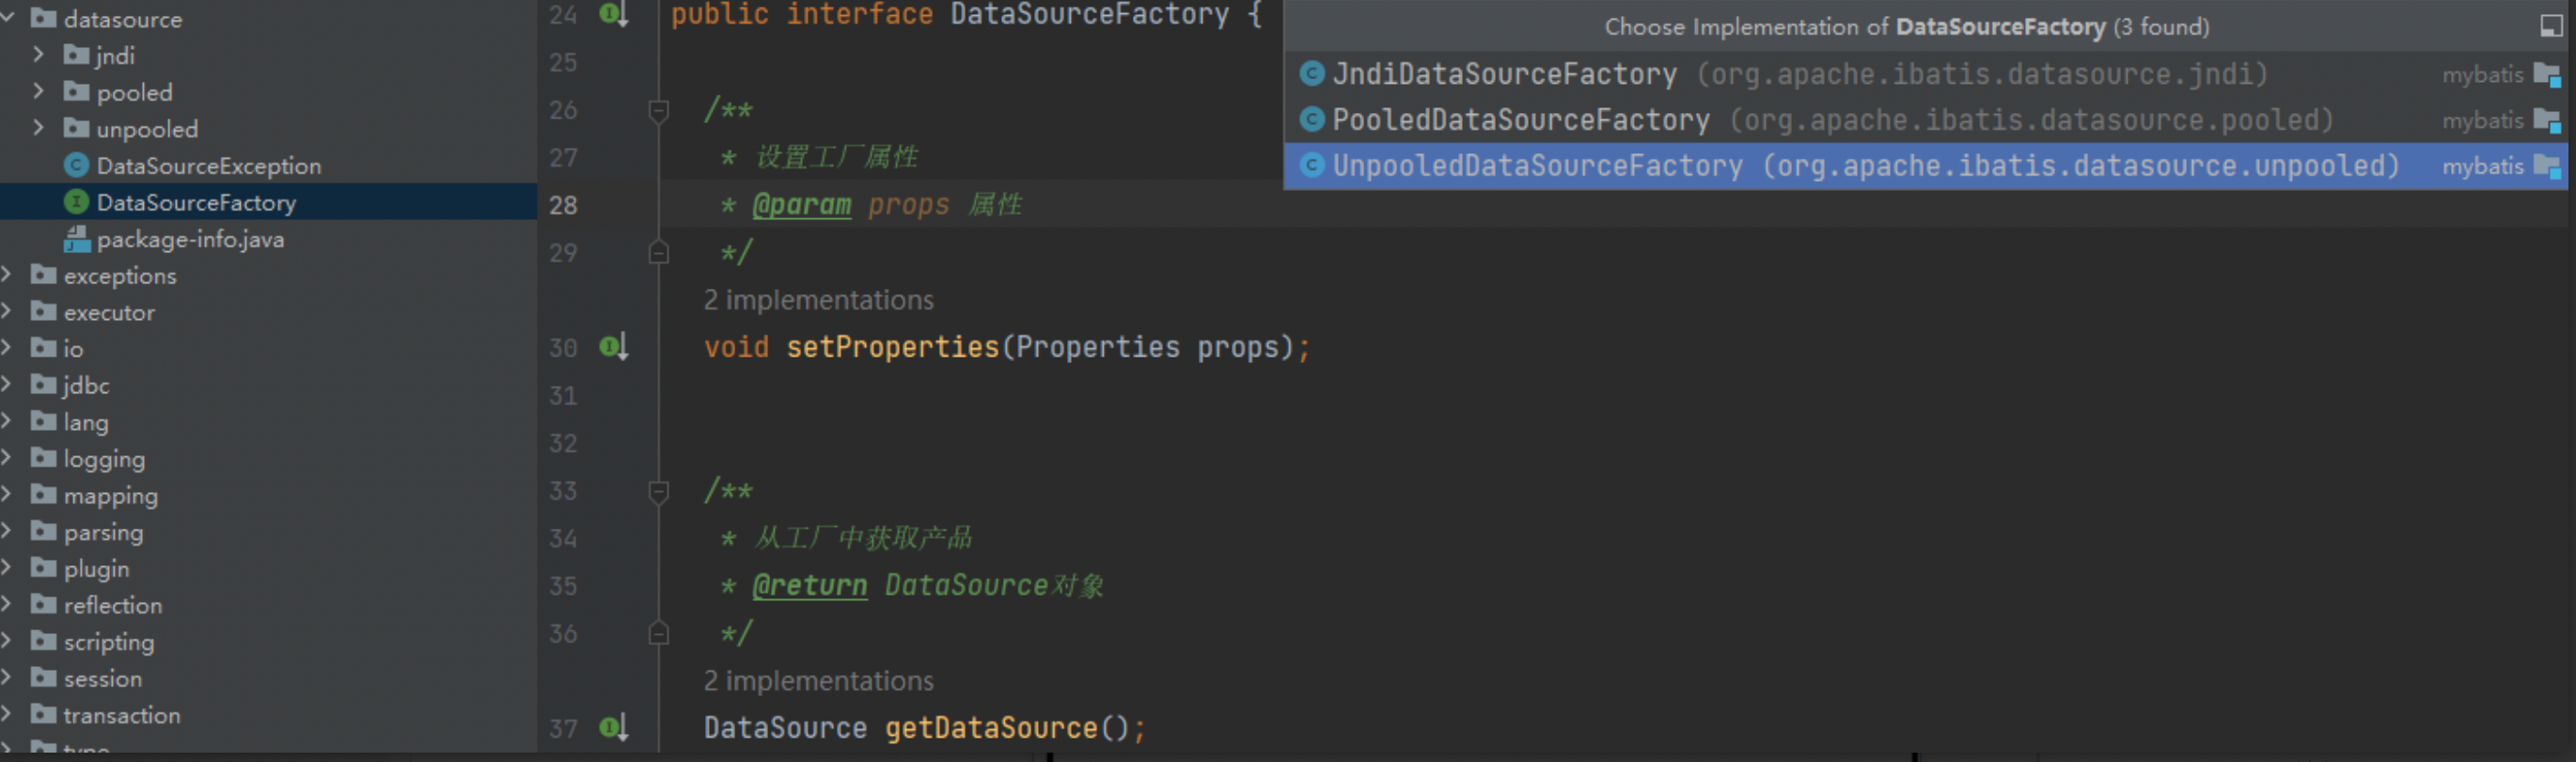 datasource
jndi
pooled
unpooled
DataSourceException
DataSourceFactory
package-info.java
exceptions
executor
io
jdbc
lang
logging
mapping
parsing
plugin
reflection
scripting
session
transaction
type
24 public interface DataSourceFactory {
25
26 /**
27 * 设置工厂属性
28 * @param props 属性
29 */
2 implementations
30 void setProperties(Properties props);
31
32
33 /**
34 * 从工厂中获取产品
35 * @return DataSource对象
36 */
2 implementations
37 DataSource getDataSource();
Choose Implementation of DataSourceFactory (3 found)
JndiDataSourceFactory (org.apache.ibatis.datasource.jndi) mybatis
PooledDataSourceFactory (org.apache.ibatis.datasource.pooled) mybatis
UnpooledDataSourceFactory (org.apache.ibatis.datasource.unpooled) mybatis